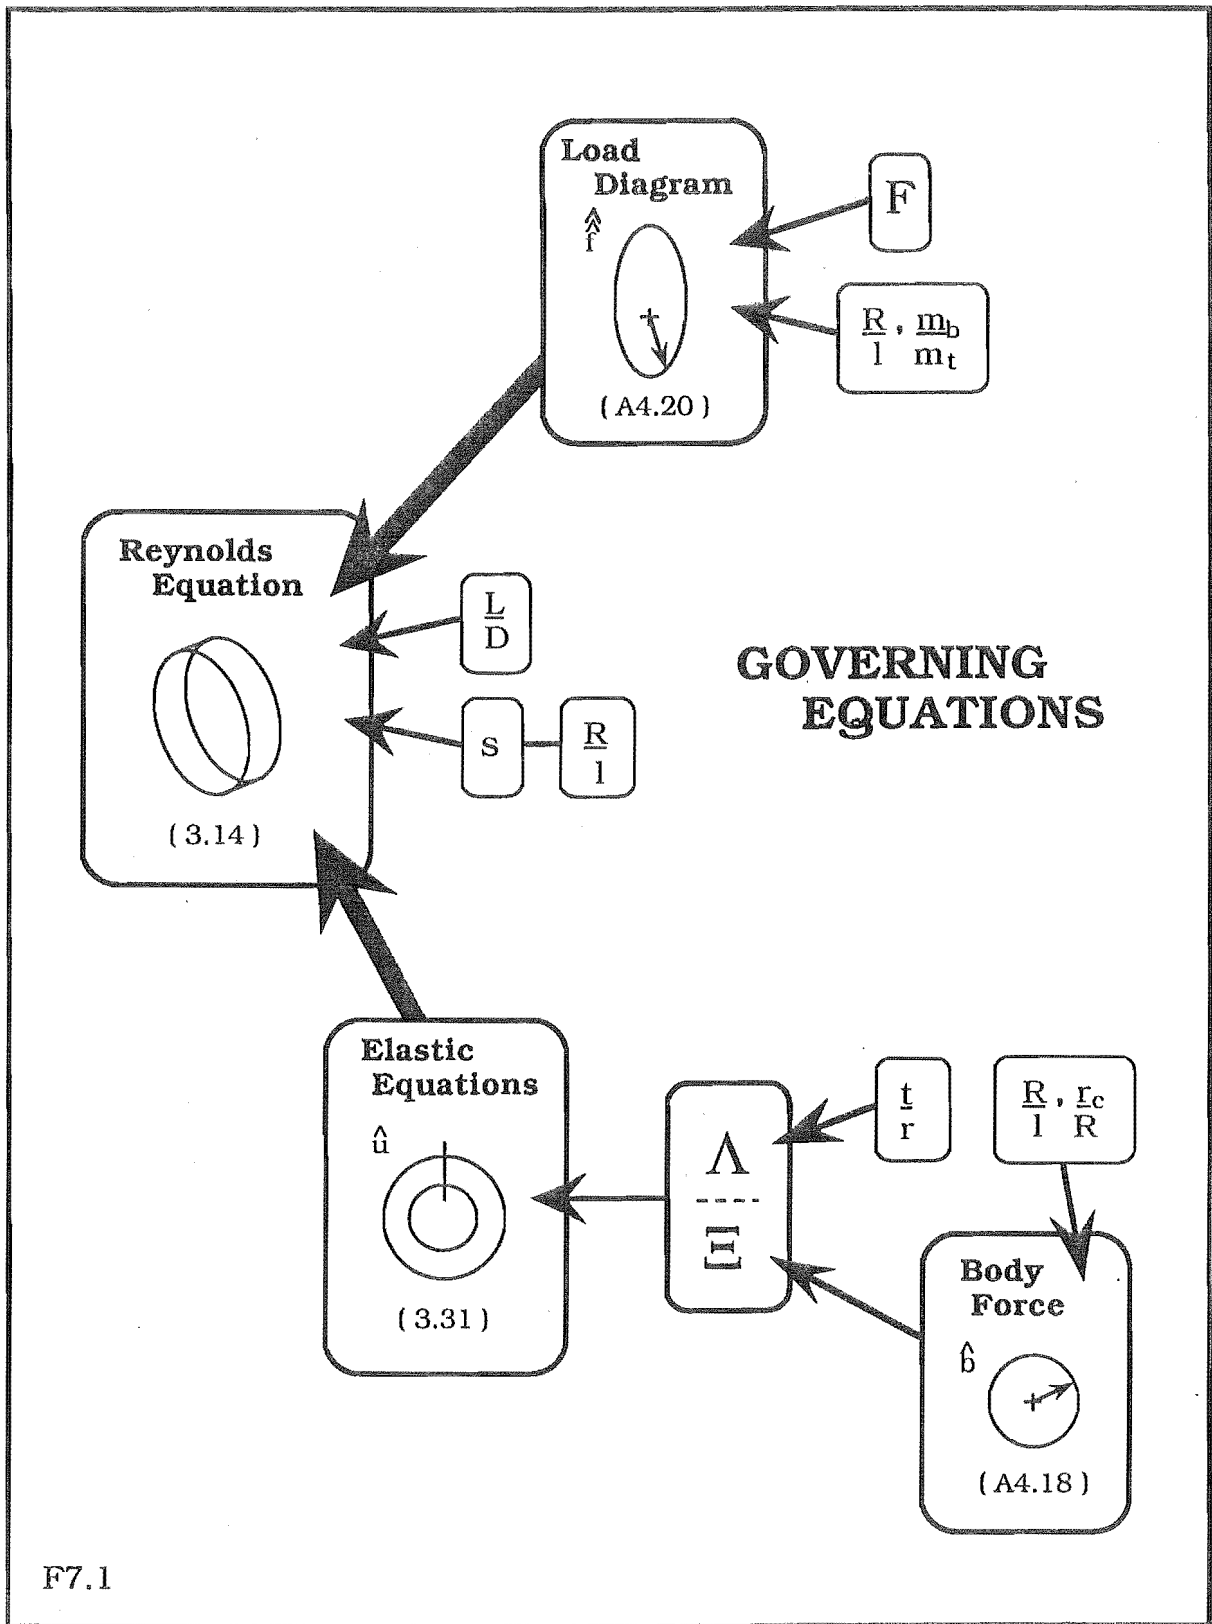 Load
Diagram
f̂̂
( A4.20 )
F
R/l , m_b/m_t
Reynolds
Equation
( 3.14 )
L/D
s
R/l
GOVERNING
EQUATIONS
Elastic
Equations
û
( 3.31 )
Λ
----
Ξ
t/r
R/l , r_c/R
Body
Force
b̂
( A4.18 )
F7.1